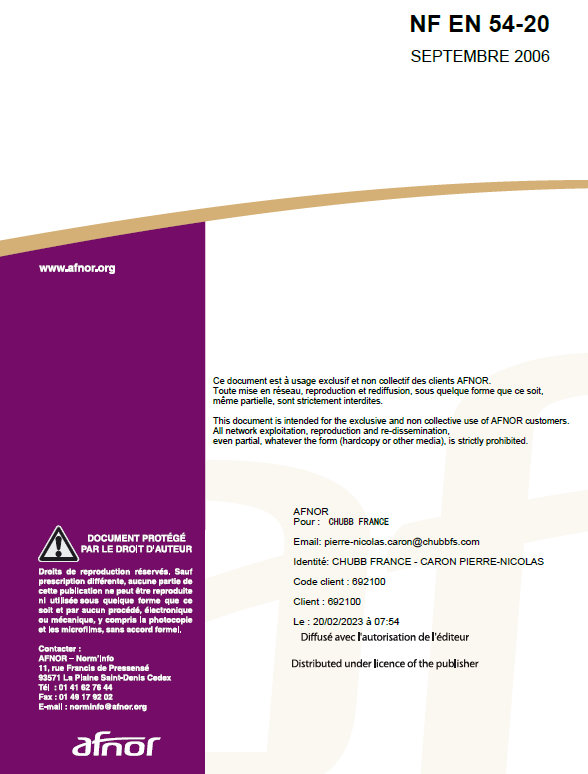 NF EN 54-20
SEPTEMBRE 2006
www.afnor.org
Ce document est à usage exclusif et non collectif des clients AFNOR.
Toute mise en réseau, reproduction et rediffusion, sous quelque forme que ce soit,
même partielle, sont strictement interdites.
This document is intended for the exclusive and non collective use of AFNOR customers.
All network exploitation, reproduction and re-dissemination,
even partial, whatever the form (hardcopy or other media), is strictly prohibited.
AFNOR
Pour : CHUBB FRANCE
Email: pierre-nicolas.caron@chubbfs.com
Identité: CHUBB FRANCE - CARON PIERRE-NICOLAS
Code client : 692100
Client : 692100
Le : 20/02/2023 à 07:54
Diffusé avec l'autorisation de l'éditeur
Distributed under licence of the publisher
DOCUMENT PROTÉGÉ
PAR LE DROIT D'AUTEUR
Droits de reproduction réservés. Sauf
prescription différente, aucune partie de
cette publication ne peut être reproduite
ni utilisée sous quelque forme que ce
soit et par aucun procédé, électronique
ou mécanique, y compris la photocopie
et les microfilms, sans accord formel.
Contacter :
AFNOR – Norm'Info
11, rue Francis de Pressensé
93571 La Plaine Saint-Denis Cedex
Tél : 01 41 62 76 44
Fax : 01 49 17 92 02
E-mail : norminfo@afnor.org
afnor